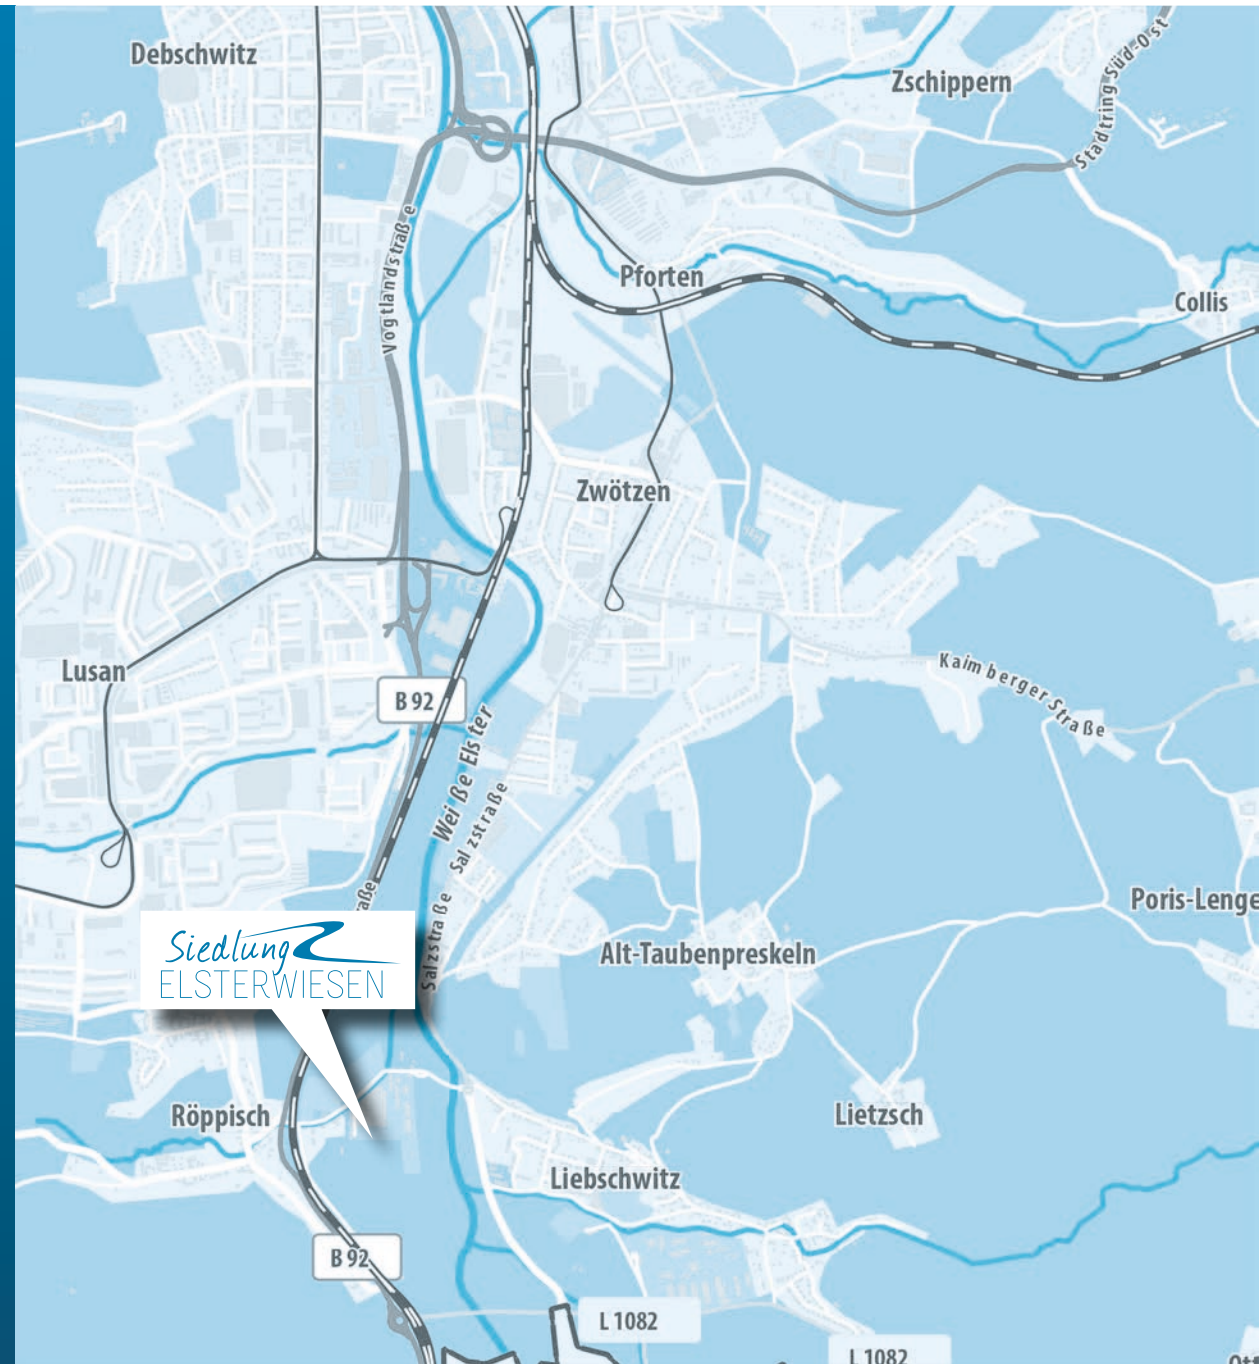 Debschwitz
Zschippern
Stadtring Süd-Ost
Vogtlandstraße
Pforten
Collis
Zwötzen
Kaimberger Straße
Lusan
B 92
Weiße Elster
Salzstraße
Salzstraße
Poris-Lenge
Alt-Taubenpreskeln
Siedlung
ELSTERWIESEN
Röppisch
Lietzsch
Liebschwitz
B 92
L 1082
L 1082